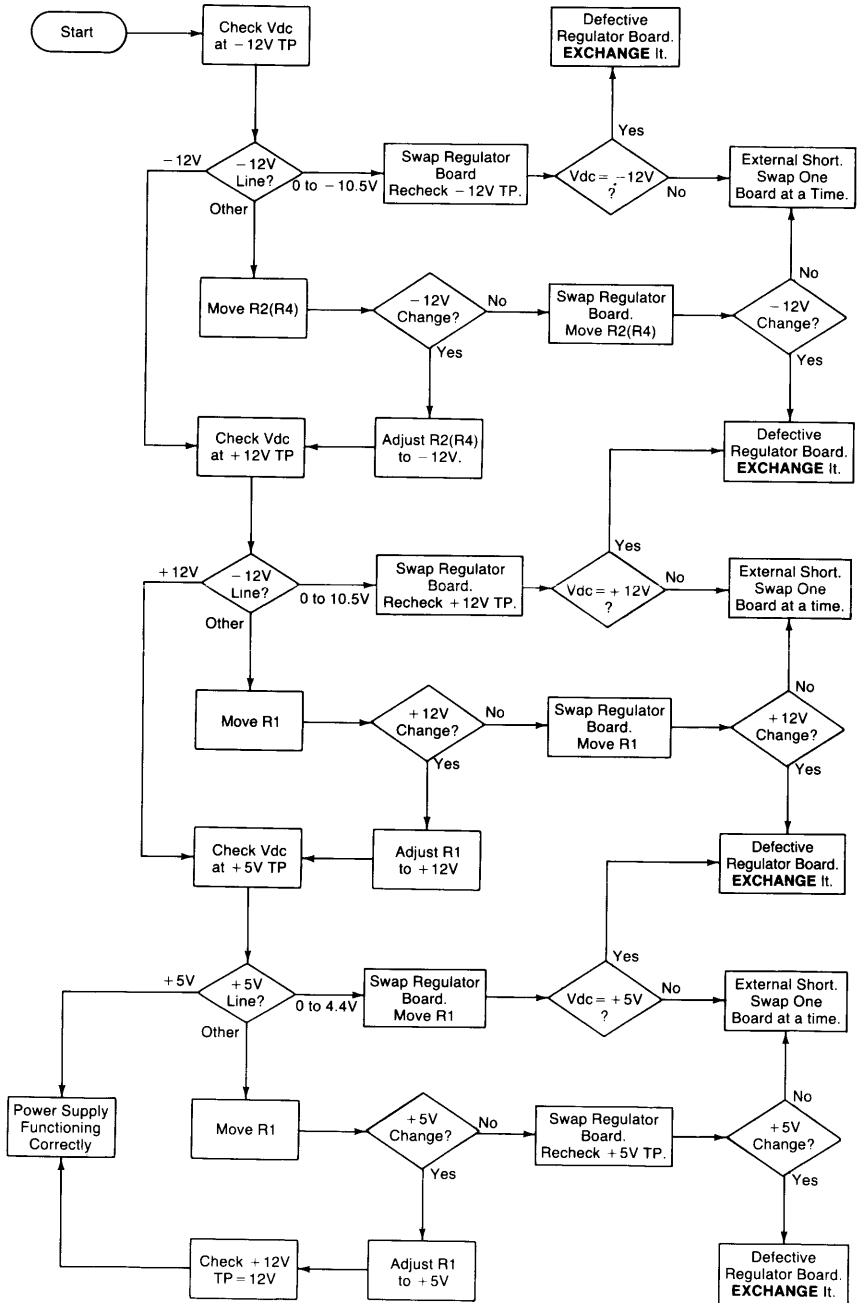 Start
Check Vdc
at −12V TP
Defective
Regulator Board.
EXCHANGE It.
Yes
−12V
−12V
Line?
0 to −10.5V
Other
Swap Regulator
Board
Recheck −12V TP.
Vdc = −12V
?
No
External Short.
Swap One
Board at a Time.
No
Move R2(R4)
−12V
Change?
No
Yes
Swap Regulator
Board.
Move R2(R4)
−12V
Change?
Yes
Check Vdc
at +12V TP
Adjust R2(R4)
to −12V.
Defective
Regulator Board.
EXCHANGE It.
Yes
+12V
−12V
Line?
0 to 10.5V
Other
Swap Regulator
Board.
Recheck +12V TP.
Vdc = +12V
?
No
External Short.
Swap One
Board at a time.
No
Move R1
+12V
Change?
No
Yes
Swap Regulator
Board.
Move R1
+12V
Change?
Yes
Check Vdc
at +5V TP
Adjust R1
to +12V
Defective
Regulator Board.
EXCHANGE It.
Yes
+5V
+5V
Line?
0 to 4.4V
Other
Swap Regulator
Board.
Move R1
Vdc = +5V
?
No
External Short.
Swap One
Board at a time.
No
Power Supply
Functioning
Correctly
Move R1
+5V
Change?
No
Yes
Swap Regulator
Board.
Recheck +5V TP.
+5V
Change?
Yes
Check +12V
TP = 12V
Adjust R1
to +5V
Defective
Regulator Board.
EXCHANGE It.